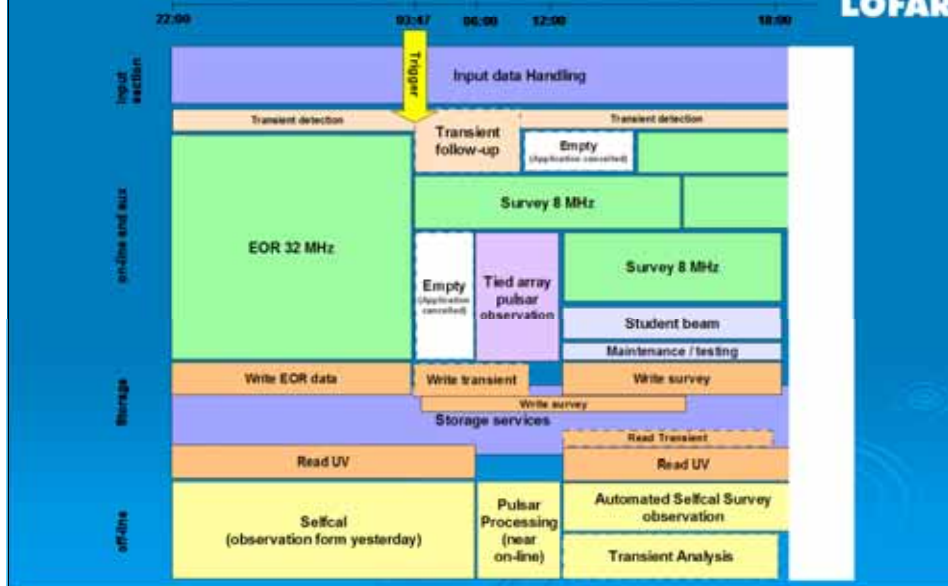 LOFAR
22:00
03:47
06:00
12:00
18:00
Trigger
Input
section
Input data Handling
Transient detection
Transient
follow-up
Transient detection
Empty
(Application cancelled)
on-line and aux
EOR 32 MHz
Survey 8 MHz
Empty
(Application
cancelled)
Tied array
pulsar
observation
Survey 8 MHz
Student beam
Maintenance / testing
Storage
Write EOR data
Write transient
Write survey
Write survey
Storage services
Read Transient
Read UV
Read UV
off-line
Selfcal
(observation form yesterday)
Pulsar
Processing
(near
on-line)
Automated Selfcal Survey
observation
Transient Analysis